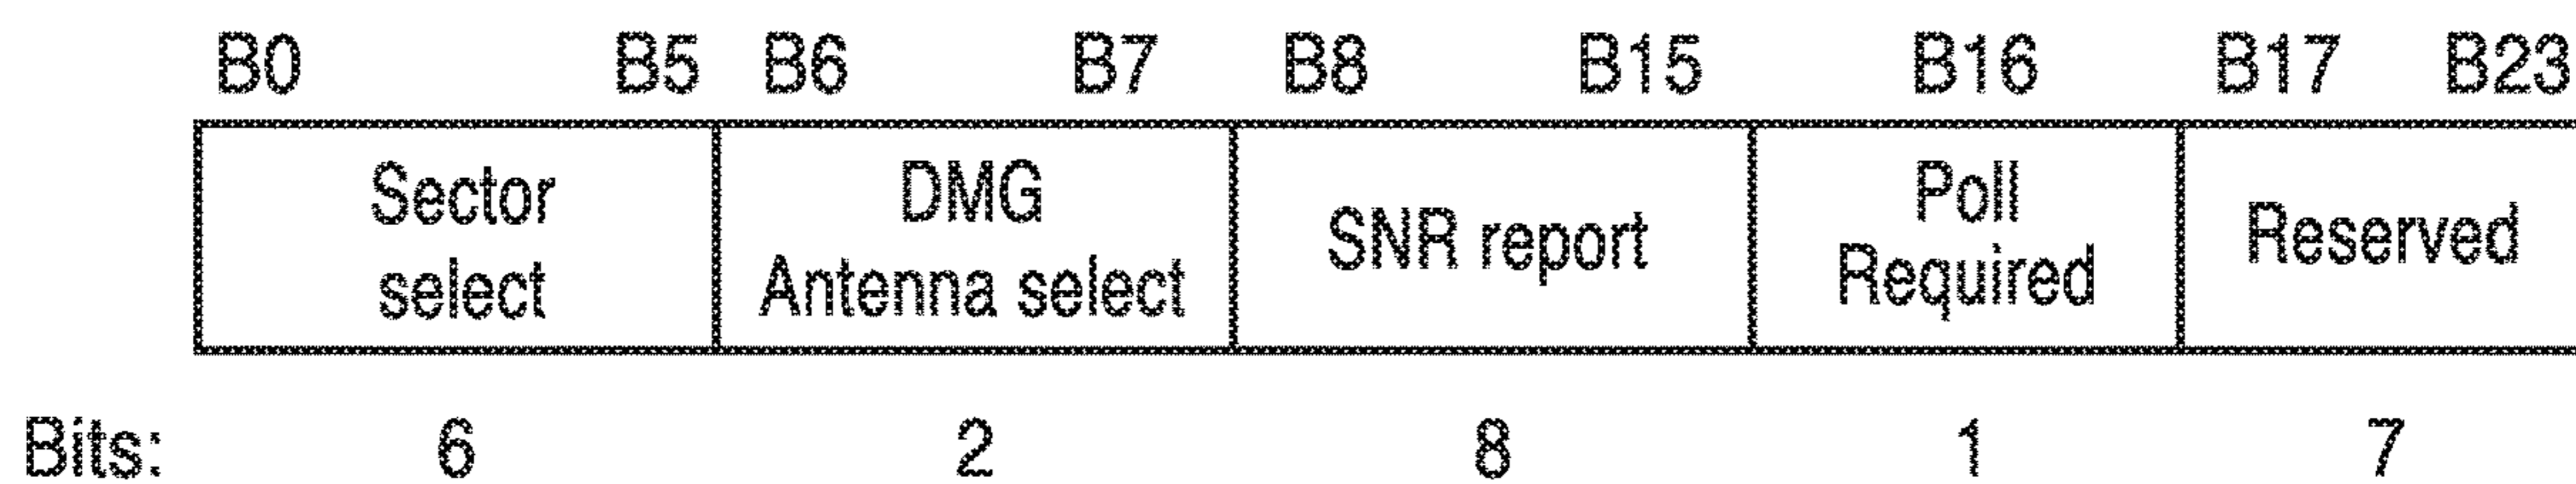 B0 B5 B6 B7 B8 B15 B16 B17 B23
Sector select
DMG Antenna select
SNR report
Poll Required
Reserved
Bits: 6 2 8 1 7